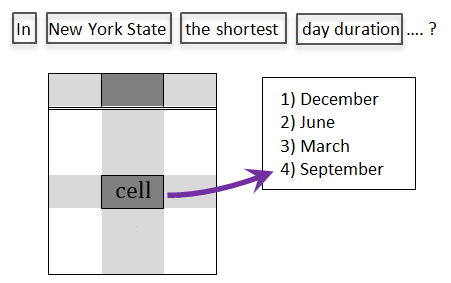 In New York State the shortest day duration .... ?
1) December
2) June
3) March
4) September
cell